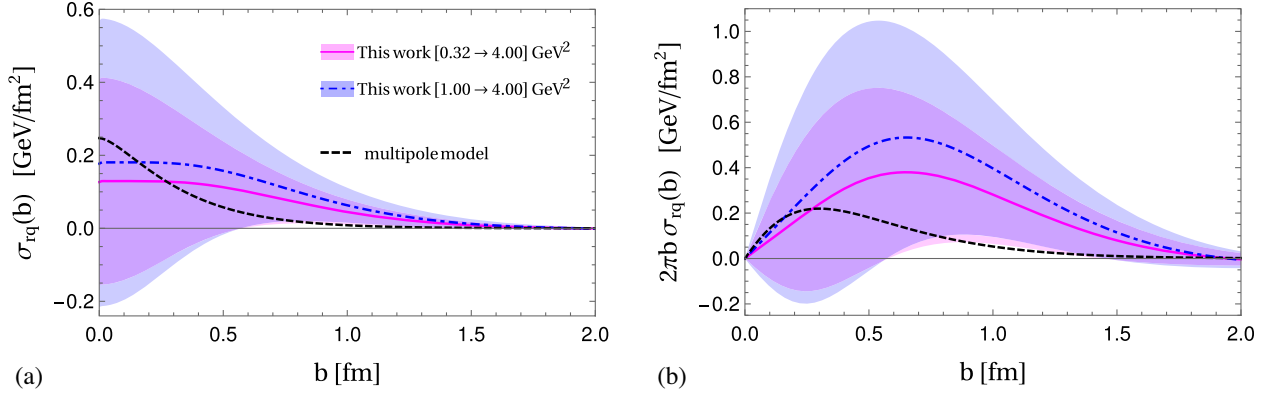 0.6
0.4
0.2
0.0
−0.2
σrq(b) [GeV/fm²]
This work [0.32 → 4.00] GeV²
This work [1.00 → 4.00] GeV²
multipole model
0.0 0.5 1.0 1.5 2.0
b [fm]
(a)
1.0
0.8
0.6
0.4
0.2
0.0
−0.2
2πb σrq(b) [GeV/fm²]
0.0 0.5 1.0 1.5 2.0
b [fm]
(b)